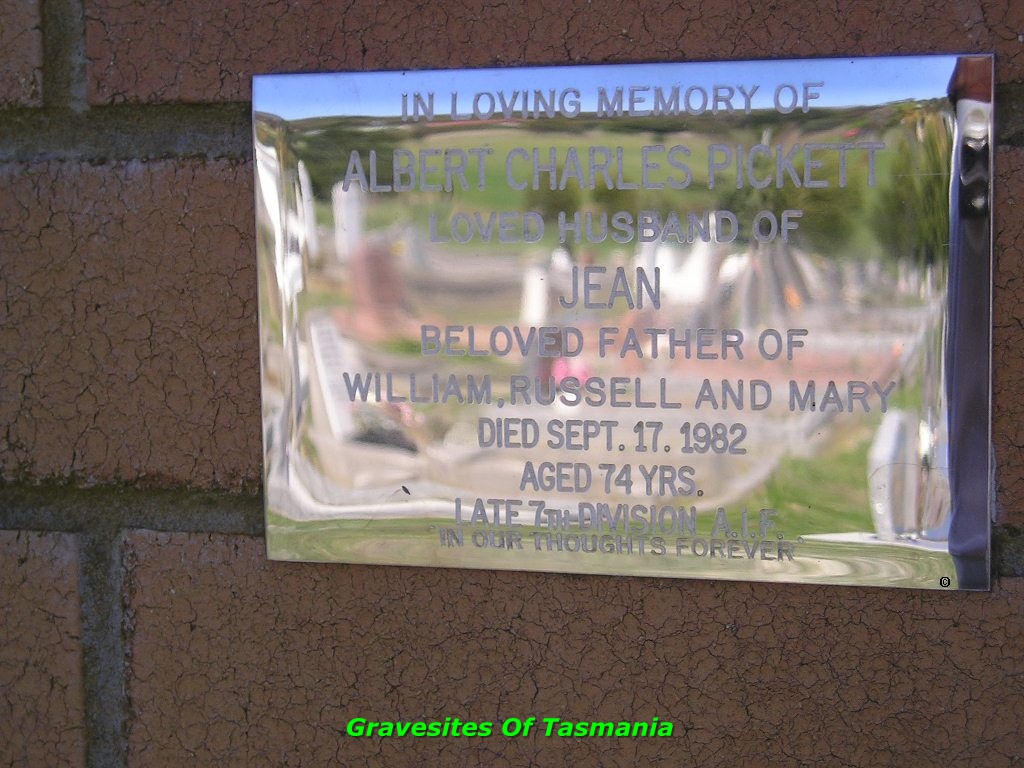 IN LOVING MEMORY OF
ALBERT CHARLES PICKETT
LOVED HUSBAND OF
JEAN
BELOVED FATHER OF
WILLIAM, RUSSELL AND MARY
DIED SEPT. 17. 1982
AGED 74 YRS.
LATE 7TH DIVISION A.I.F.
"IN OUR THOUGHTS FOREVER"
©
Gravesites Of Tasmania